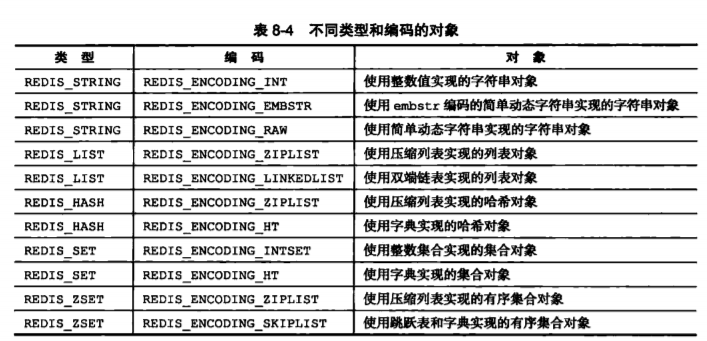 表 8-4 不同类型和编码的对象
类 型 编 码 对 象
REDIS_STRING REDIS_ENCODING_INT 使用整数值实现的字符串对象
REDIS_STRING REDIS_ENCODING_EMBSTR 使用 embstr 编码的简单动态字符串实现的字符串对象
REDIS_STRING REDIS_ENCODING_RAW 使用简单动态字符串实现的字符串对象
REDIS_LIST REDIS_ENCODING_ZIPLIST 使用压缩列表实现的列表对象
REDIS_LIST REDIS_ENCODING_LINKEDLIST 使用双端链表实现的列表对象
REDIS_HASH REDIS_ENCODING_ZIPLIST 使用压缩列表实现的哈希对象
REDIS_HASH REDIS_ENCODING_HT 使用字典实现的哈希对象
REDIS_SET REDIS_ENCODING_INTSET 使用整数集合实现的集合对象
REDIS_SET REDIS_ENCODING_HT 使用字典实现的集合对象
REDIS_ZSET REDIS_ENCODING_ZIPLIST 使用压缩列表实现的有序集合对象
REDIS_ZSET REDIS_ENCODING_SKIPLIST 使用跳跃表和字典实现的有序集合对象